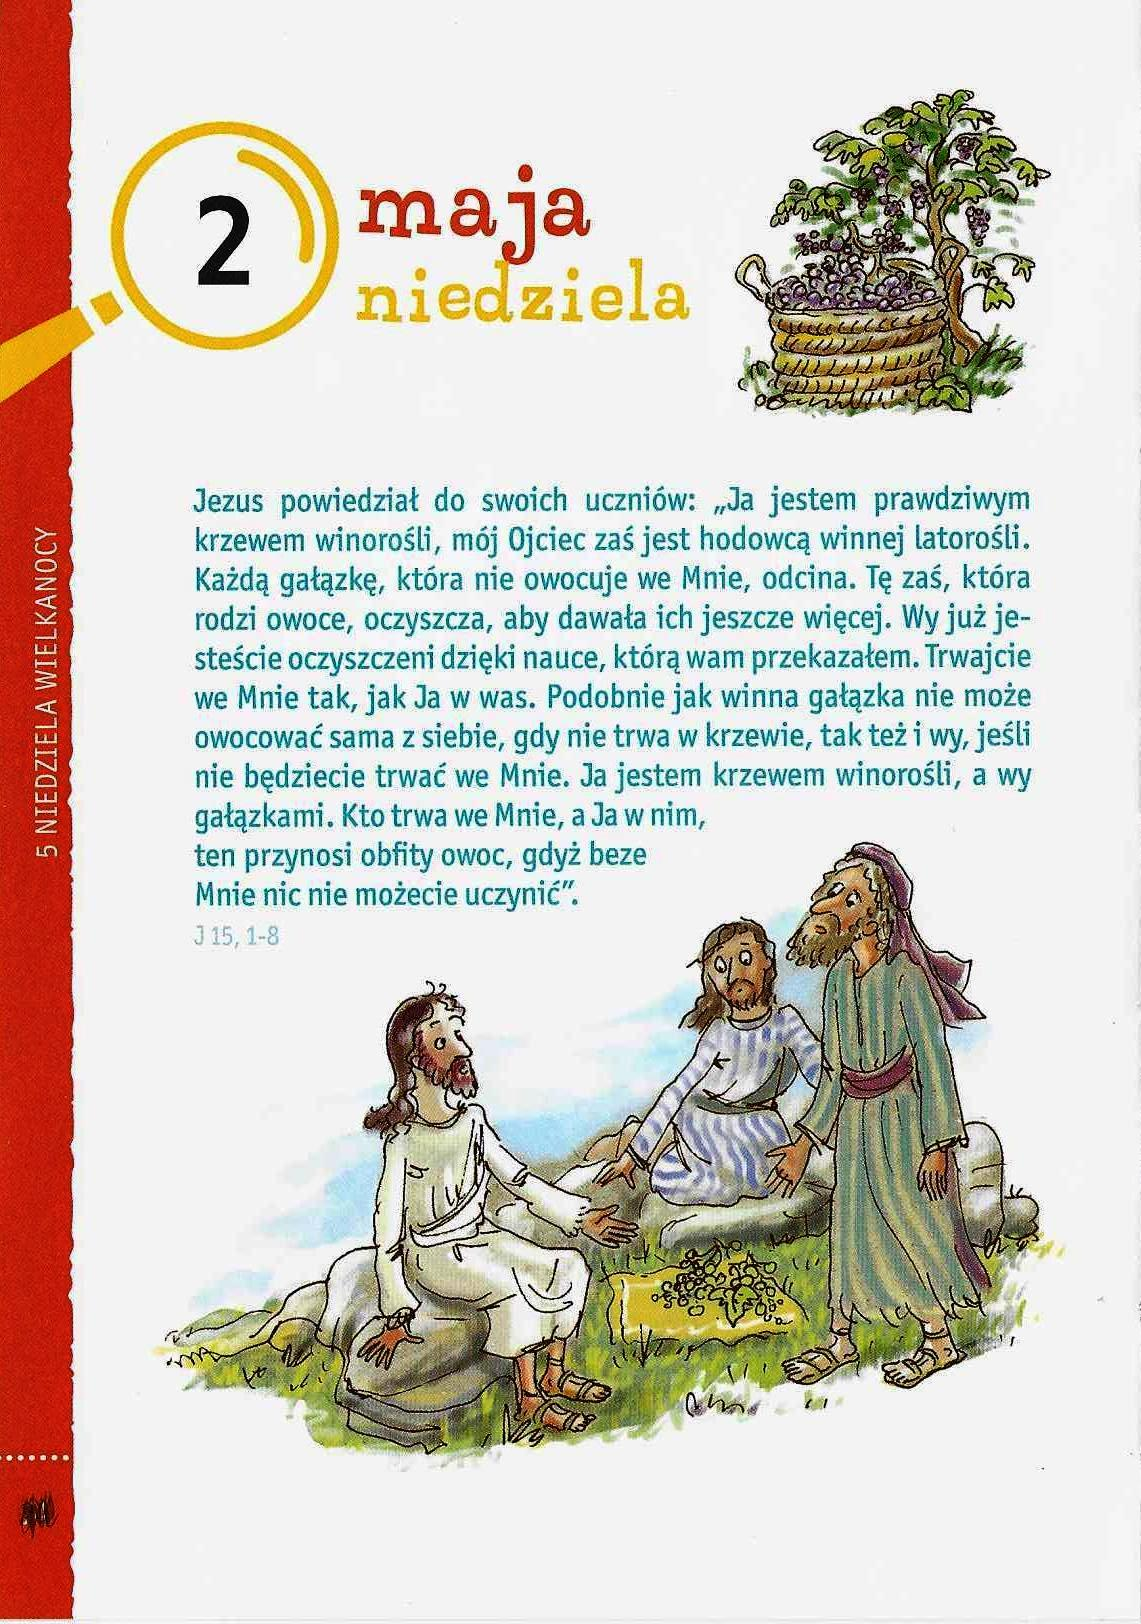 2
maja
niedziela
5 NIEDZIELA WIELKANOCY
Jezus powiedział do swoich uczniów: „Ja jestem prawdziwym
krzewem winorośli, mój Ojciec zaś jest hodowcą winnej latorośli.
Każdą gałązkę, która nie owocuje we Mnie, odcina. Tę zaś, która
rodzi owoce, oczyszcza, aby dawała ich jeszcze więcej. Wy już je-
steście oczyszczeni dzięki nauce, którą wam przekazałem. Trwajcie
we Mnie tak, jak Ja w was. Podobnie jak winna gałązka nie może
owocować sama z siebie, gdy nie trwa w krzewie, tak też i wy, jeśli
nie będziecie trwać we Mnie. Ja jestem krzewem winorośli, a wy
gałązkami. Kto trwa we Mnie, a Ja w nim,
ten przynosi obfity owoc, gdyż beze
Mnie nic nie możecie uczynić”.
J 15, 1-8